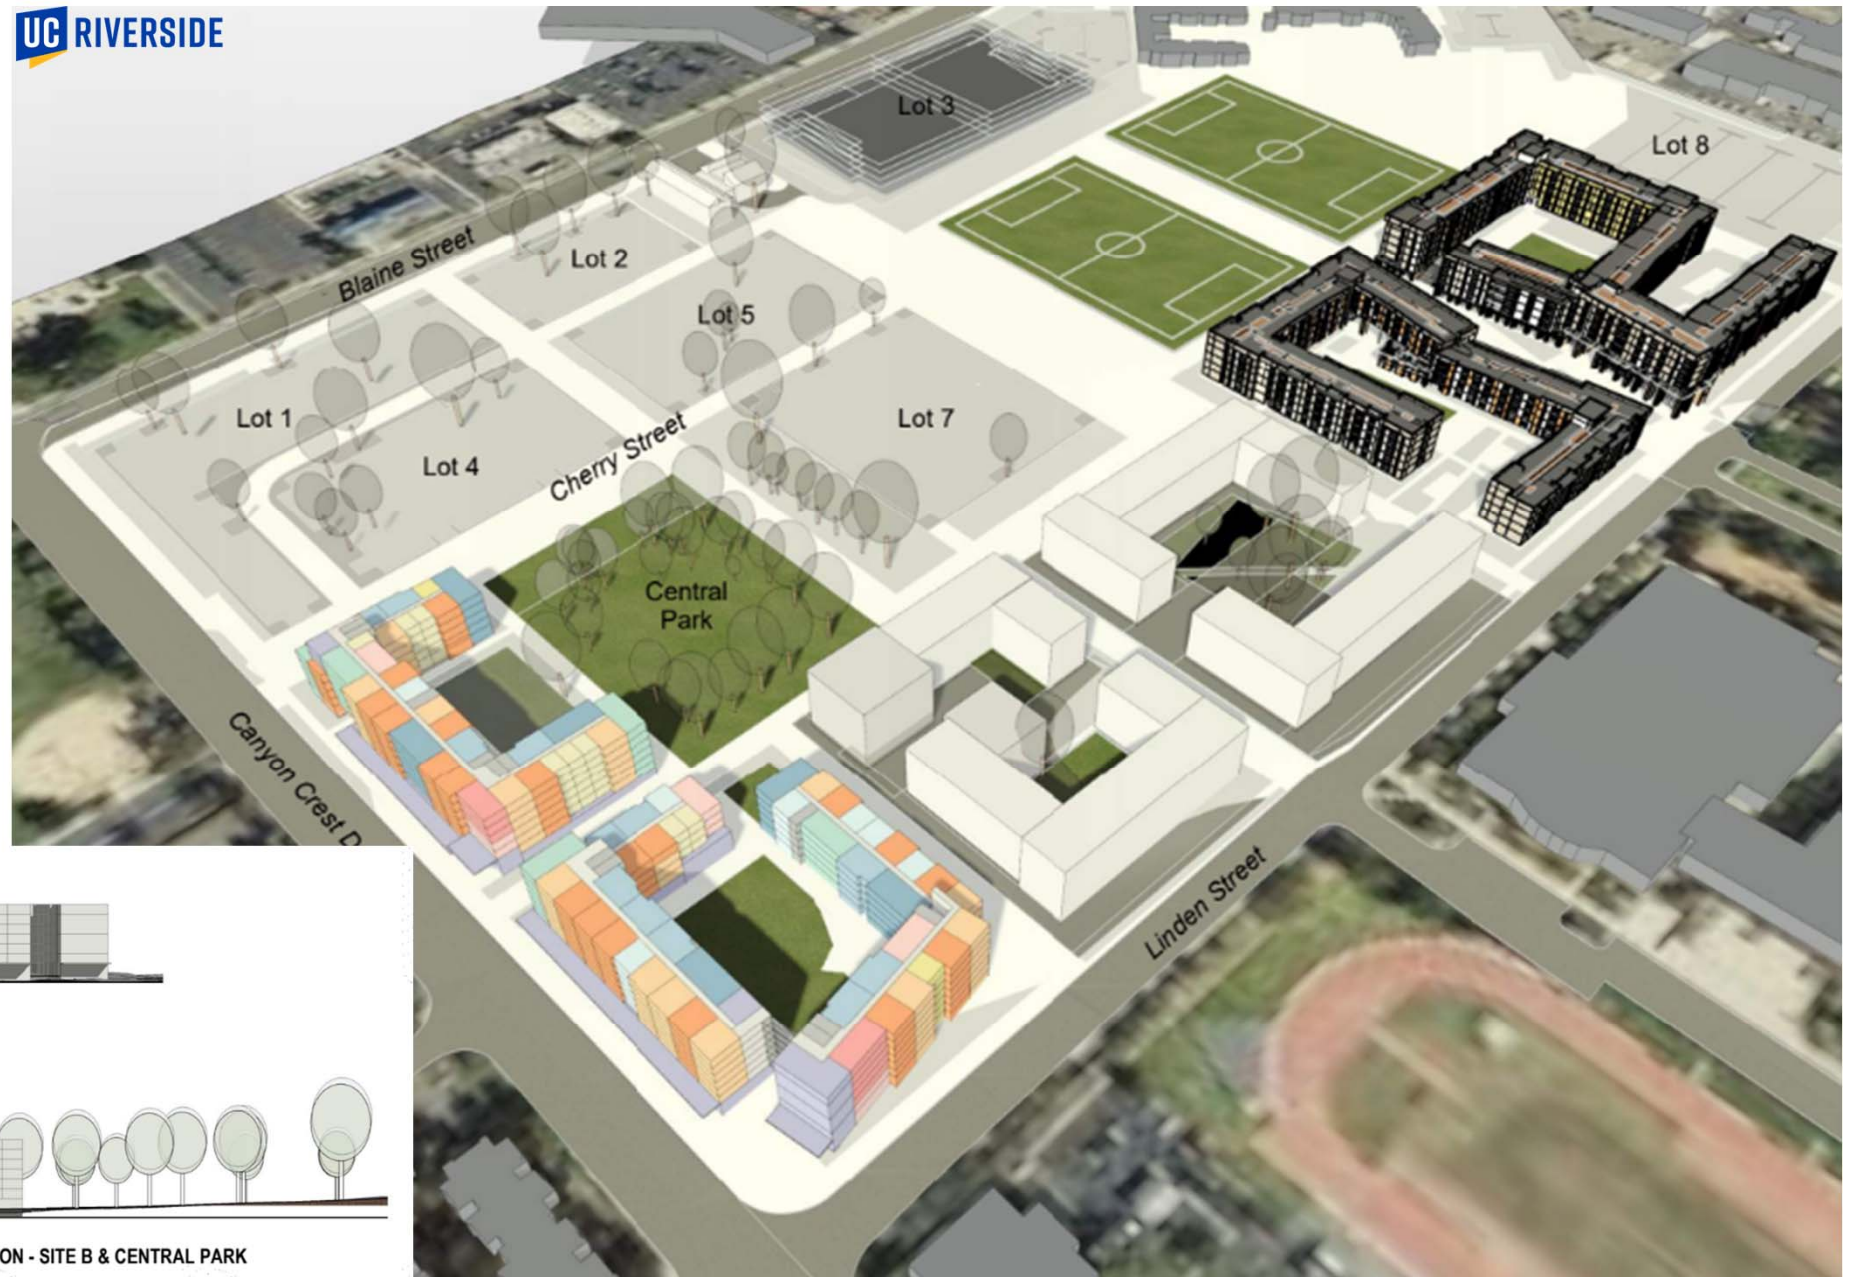 UC RIVERSIDE
Lot 3
Lot 8
Blaine Street
Lot 2
Lot 5
Lot 1
Lot 7
Lot 4
Cherry Street
Central
Park
Canyon Crest D
Linden Street
ON - SITE B & CENTRAL PARK